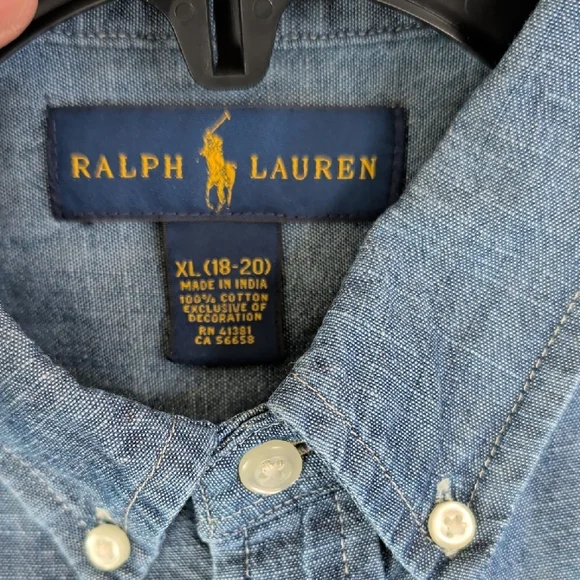 RALPH LAUREN
XL (18-20)
MADE IN INDIA
100% COTTON
EXCLUSIVE OF
DECORATION
RN 41381
CA 56658